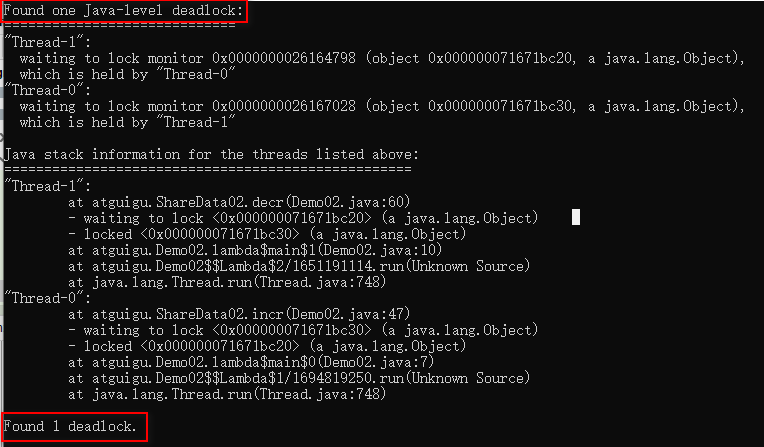 Found one Java-level deadlock:
=============================
"Thread-1":
  waiting to lock monitor 0x0000000026164798 (object 0x000000071671bc20, a java.lang.Object),
  which is held by "Thread-0"
"Thread-0":
  waiting to lock monitor 0x0000000026167028 (object 0x000000071671bc30, a java.lang.Object),
  which is held by "Thread-1"
Java stack information for the threads listed above:
===================================================
"Thread-1":
        at atguigu.ShareData02.decr(Demo02.java:60)
        - waiting to lock <0x000000071671bc20> (a java.lang.Object)
        - locked <0x000000071671bc30> (a java.lang.Object)
        at atguigu.Demo02.lambda$main$1(Demo02.java:10)
        at atguigu.Demo02$$Lambda$2/1651191114.run(Unknown Source)
        at java.lang.Thread.run(Thread.java:748)
"Thread-0":
        at atguigu.ShareData02.incr(Demo02.java:47)
        - waiting to lock <0x000000071671bc30> (a java.lang.Object)
        - locked <0x000000071671bc20> (a java.lang.Object)
        at atguigu.Demo02.lambda$main$0(Demo02.java:7)
        at atguigu.Demo02$$Lambda$1/1694819250.run(Unknown Source)
        at java.lang.Thread.run(Thread.java:748)
Found 1 deadlock.